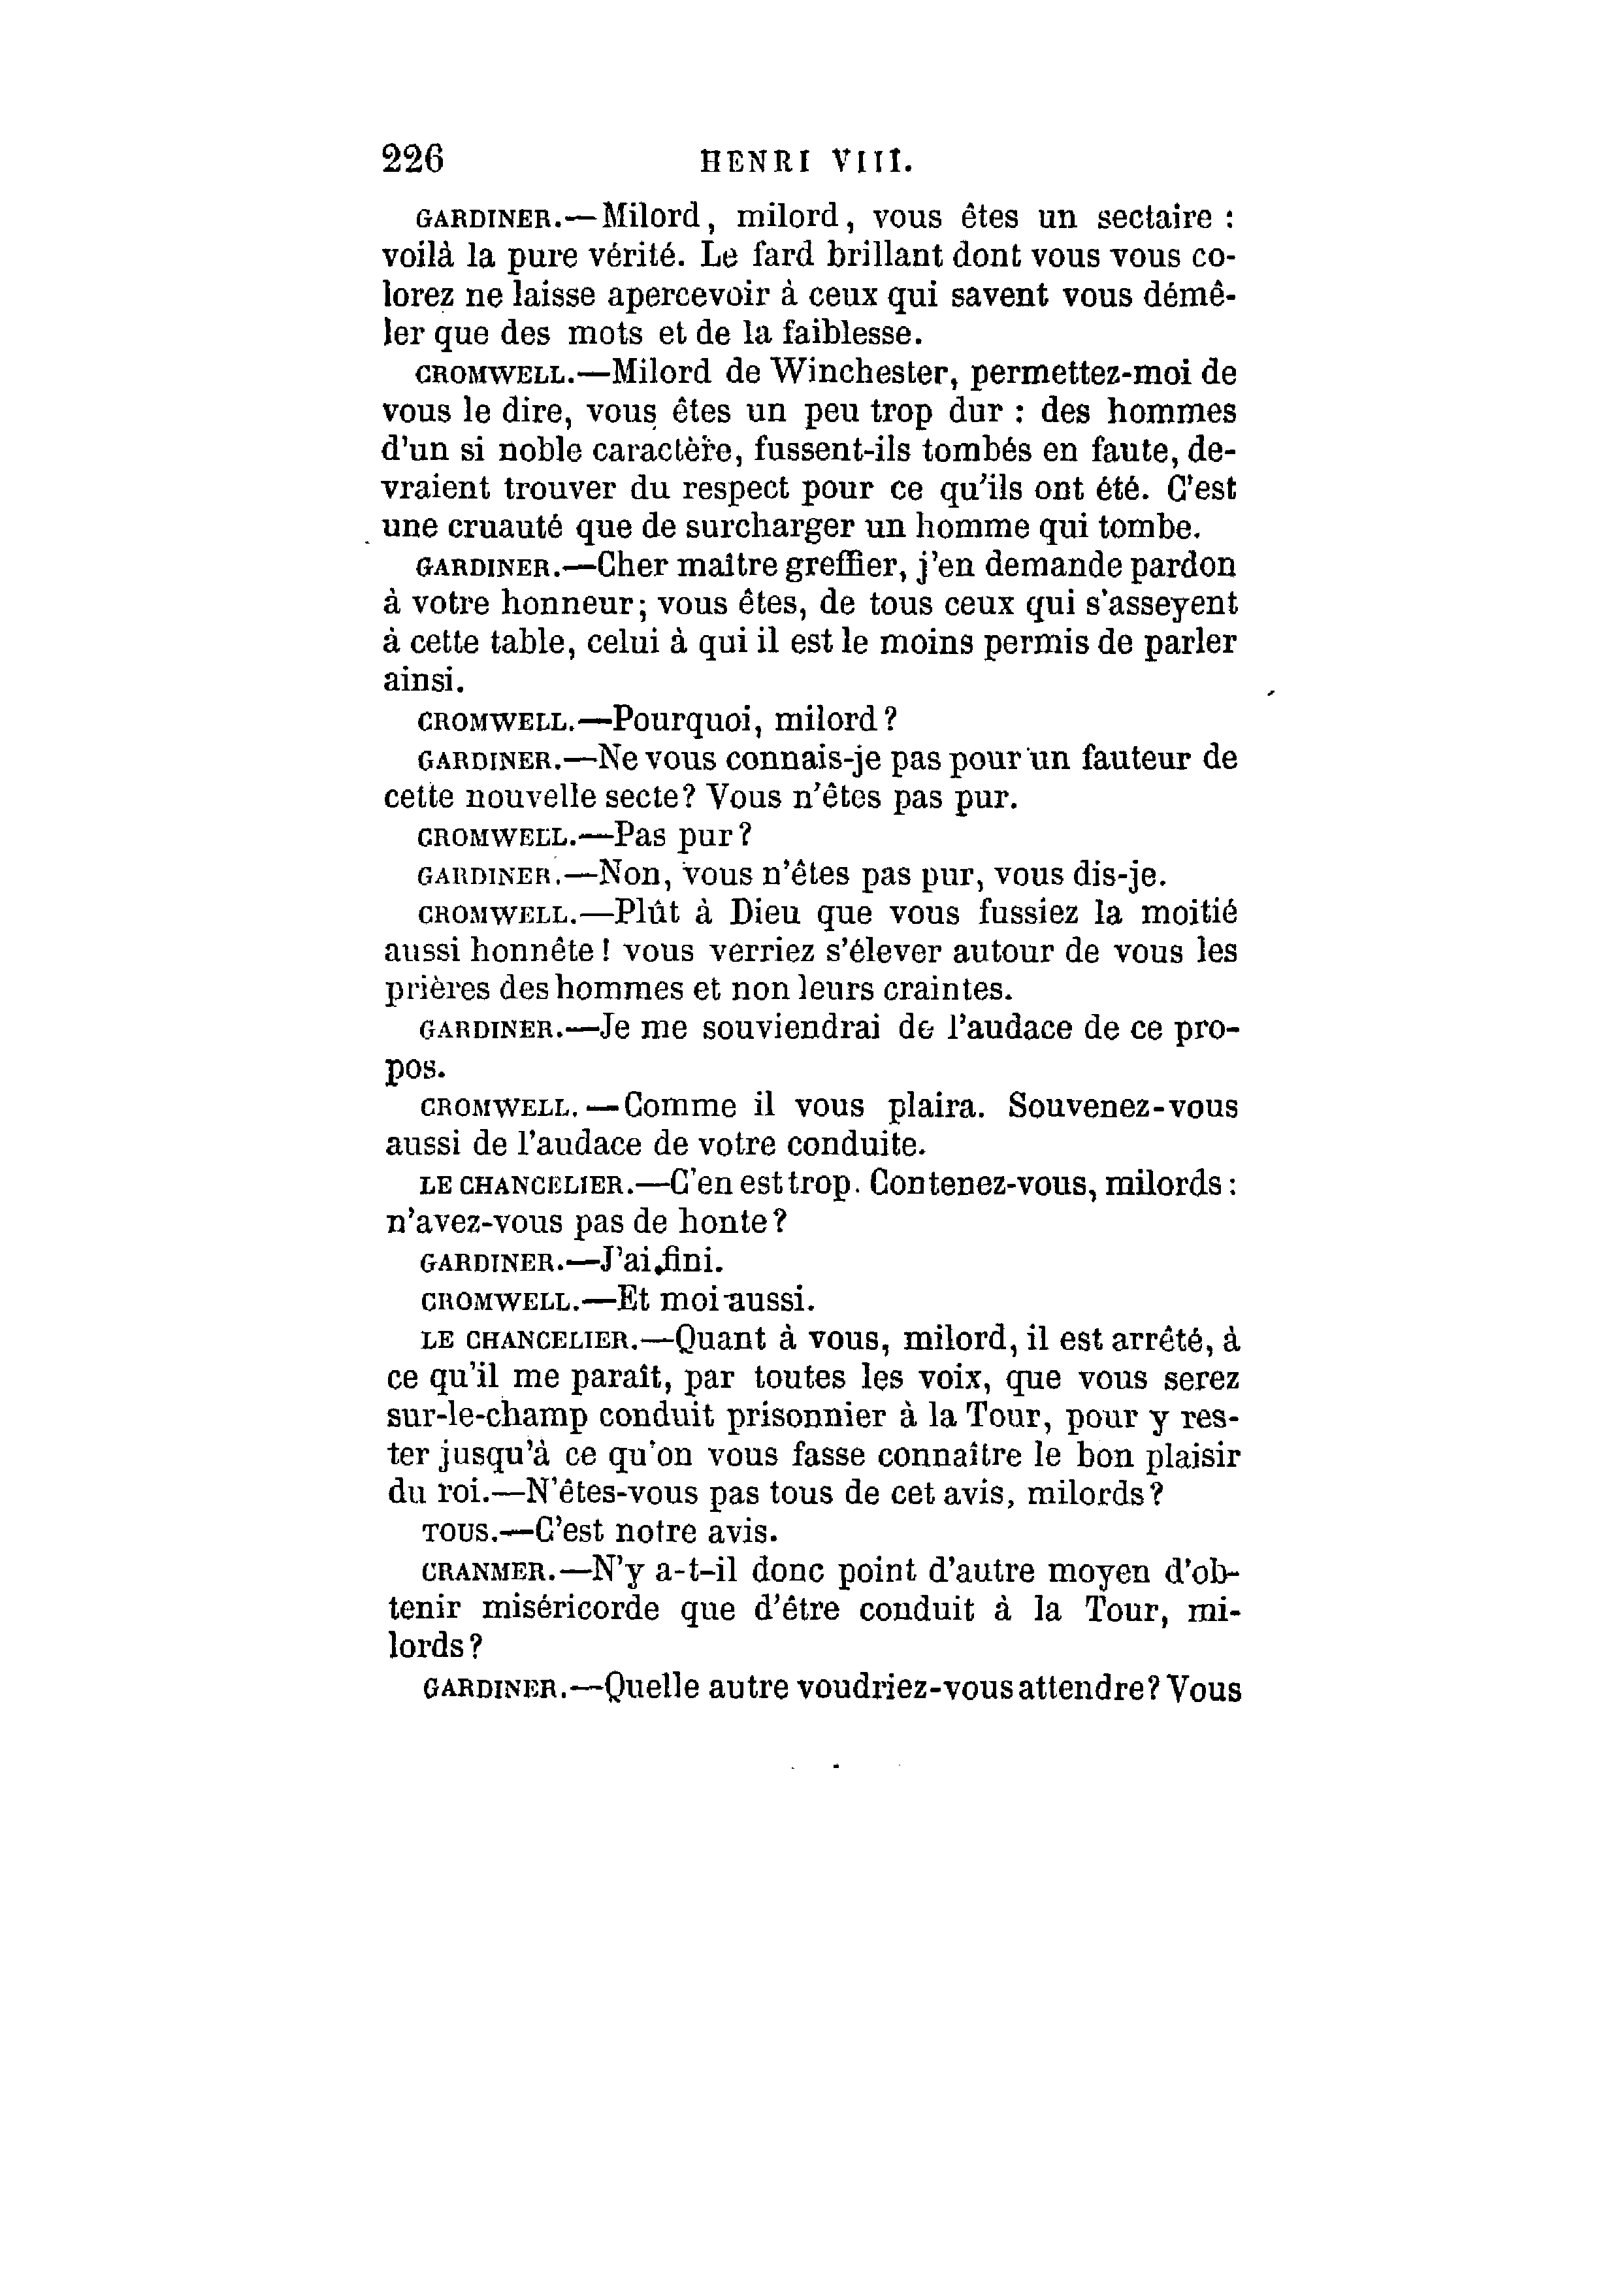 226 HENRI VIII.
GARDINER.—Milord, milord, vous êtes un sectaire :
voilà la pure vérité. Le fard brillant dont vous vous co-
lorez ne laisse apercevoir à ceux qui savent vous démê-
ler que des mots et de la faiblesse.
CROMWELL.—Milord de Winchester, permettez-moi de
vous le dire, vous êtes un peu trop dur : des hommes
d'un si noble caractère, fussent-ils tombés en faute, de-
vraient trouver du respect pour ce qu'ils ont été. C'est
une cruauté que de surcharger un homme qui tombe.
GARDINER.—Cher maître greffier, j'en demande pardon
à votre honneur; vous êtes, de tous ceux qui s'asseyent
à cette table, celui à qui il est le moins permis de parler
ainsi.
CROMWELL.—Pourquoi, milord?
GARDINER.—Ne vous connais-je pas pour un fauteur de
cette nouvelle secte? Vous n'êtes pas pur.
CROMWELL.—Pas pur?
GARDINER.—Non, vous n'êtes pas pur, vous dis-je.
CROMWELL.—Plût à Dieu que vous fussiez la moitié
aussi honnête! vous verriez s'élever autour de vous les
prières des hommes et non leurs craintes.
GARDINER.—Je me souviendrai de l'audace de ce pro-
pos.
CROMWELL.—Comme il vous plaira. Souvenez-vous
aussi de l'audace de votre conduite.
LE CHANCELIER.—C'en est trop. Contenez-vous, milords :
n'avez-vous pas de honte?
GARDINER.—J'ai fini.
CROMWELL.—Et moi aussi.
LE CHANCELIER.—Quant à vous, milord, il est arrêté, à
ce qu'il me paraît, par toutes les voix, que vous serez
sur-le-champ conduit prisonnier à la Tour, pour y res-
ter jusqu'à ce qu'on vous fasse connaître le bon plaisir
du roi.—N'êtes-vous pas tous de cet avis, milords?
TOUS.—C'est notre avis.
CRANMER.—N'y a-t-il donc point d'autre moyen d'ob-
tenir miséricorde que d'être conduit à la Tour, mi-
lords?
GARDINER.—Quelle autre voudriez-vous attendre? Vous